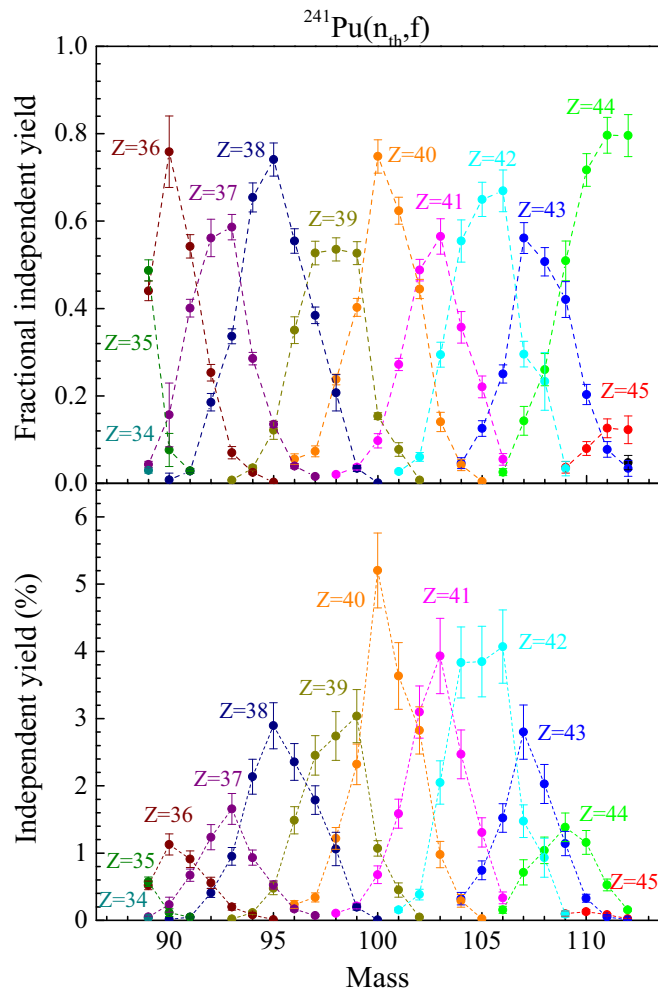 ²⁴¹Pu(nₜₕ,f)
1.0
0.8
0.6
0.4
0.2
0.0
Fractional independent yield
Z=36
Z=38
Z=40
Z=42
Z=44
Z=37
Z=39
Z=41
Z=43
Z=35
Z=34
Z=45
6
5
4
3
2
1
0
Independent yield (%)
Z=40
Z=41
Z=42
Z=39
Z=38
Z=43
Z=37
Z=36
Z=44
Z=35
Z=34
Z=45
90 95 100 105 110
Mass